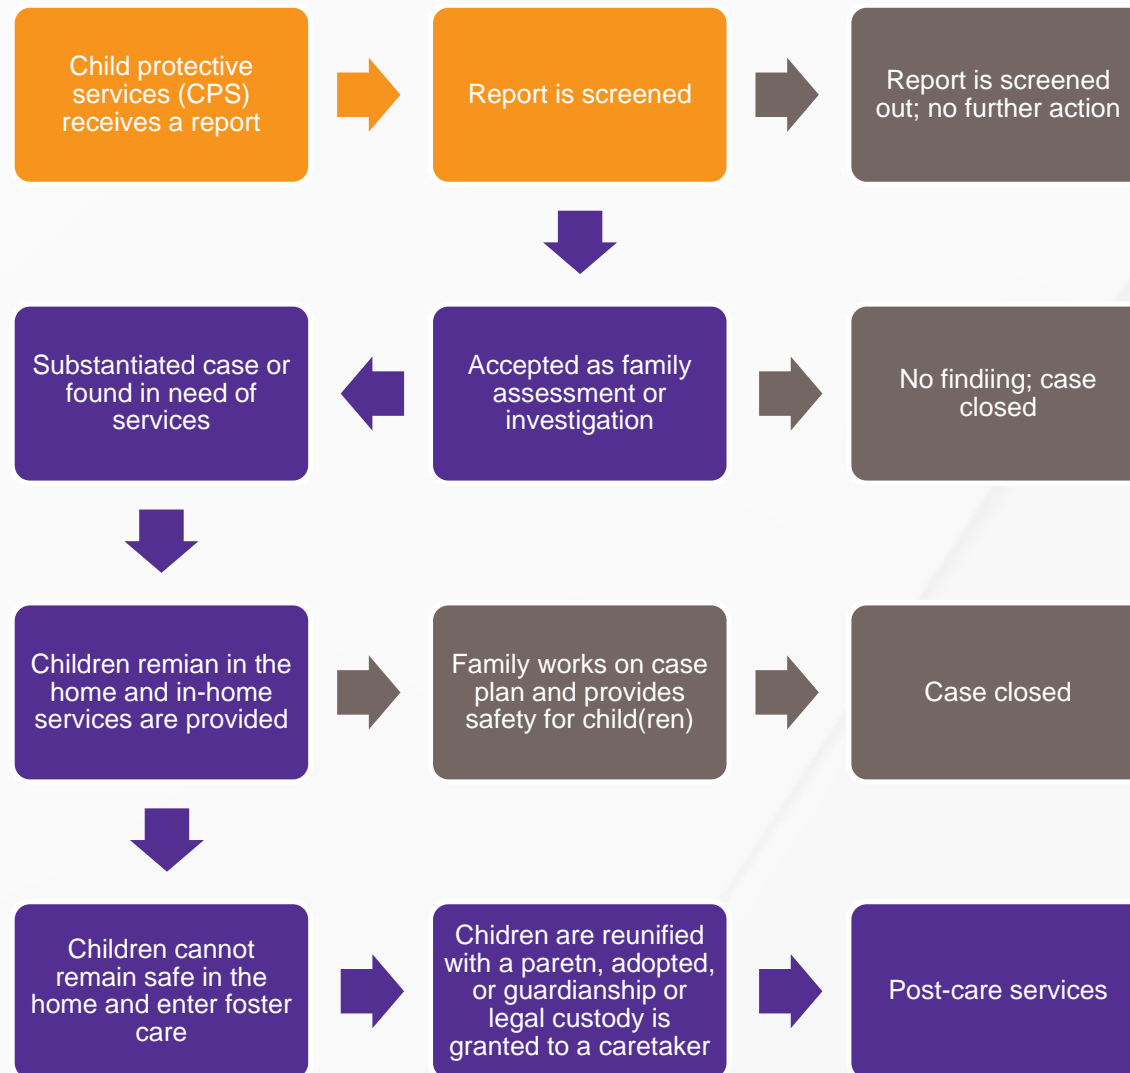 Child protective
services (CPS)
receives a report
Report is screened
Report is screened
out; no further action
Substantiated case or
found in need of
services
Accepted as family
assessment or
investigation
No findiing; case
closed
Children remian in the
home and in-home
services are provided
Family works on case
plan and provides
safety for child(ren)
Case closed
Children cannot
remain safe in the
home and enter foster
care
Chidren are reunified
with a paretn, adopted,
or guardianship or
legal custody is
granted to a caretaker
Post-care services